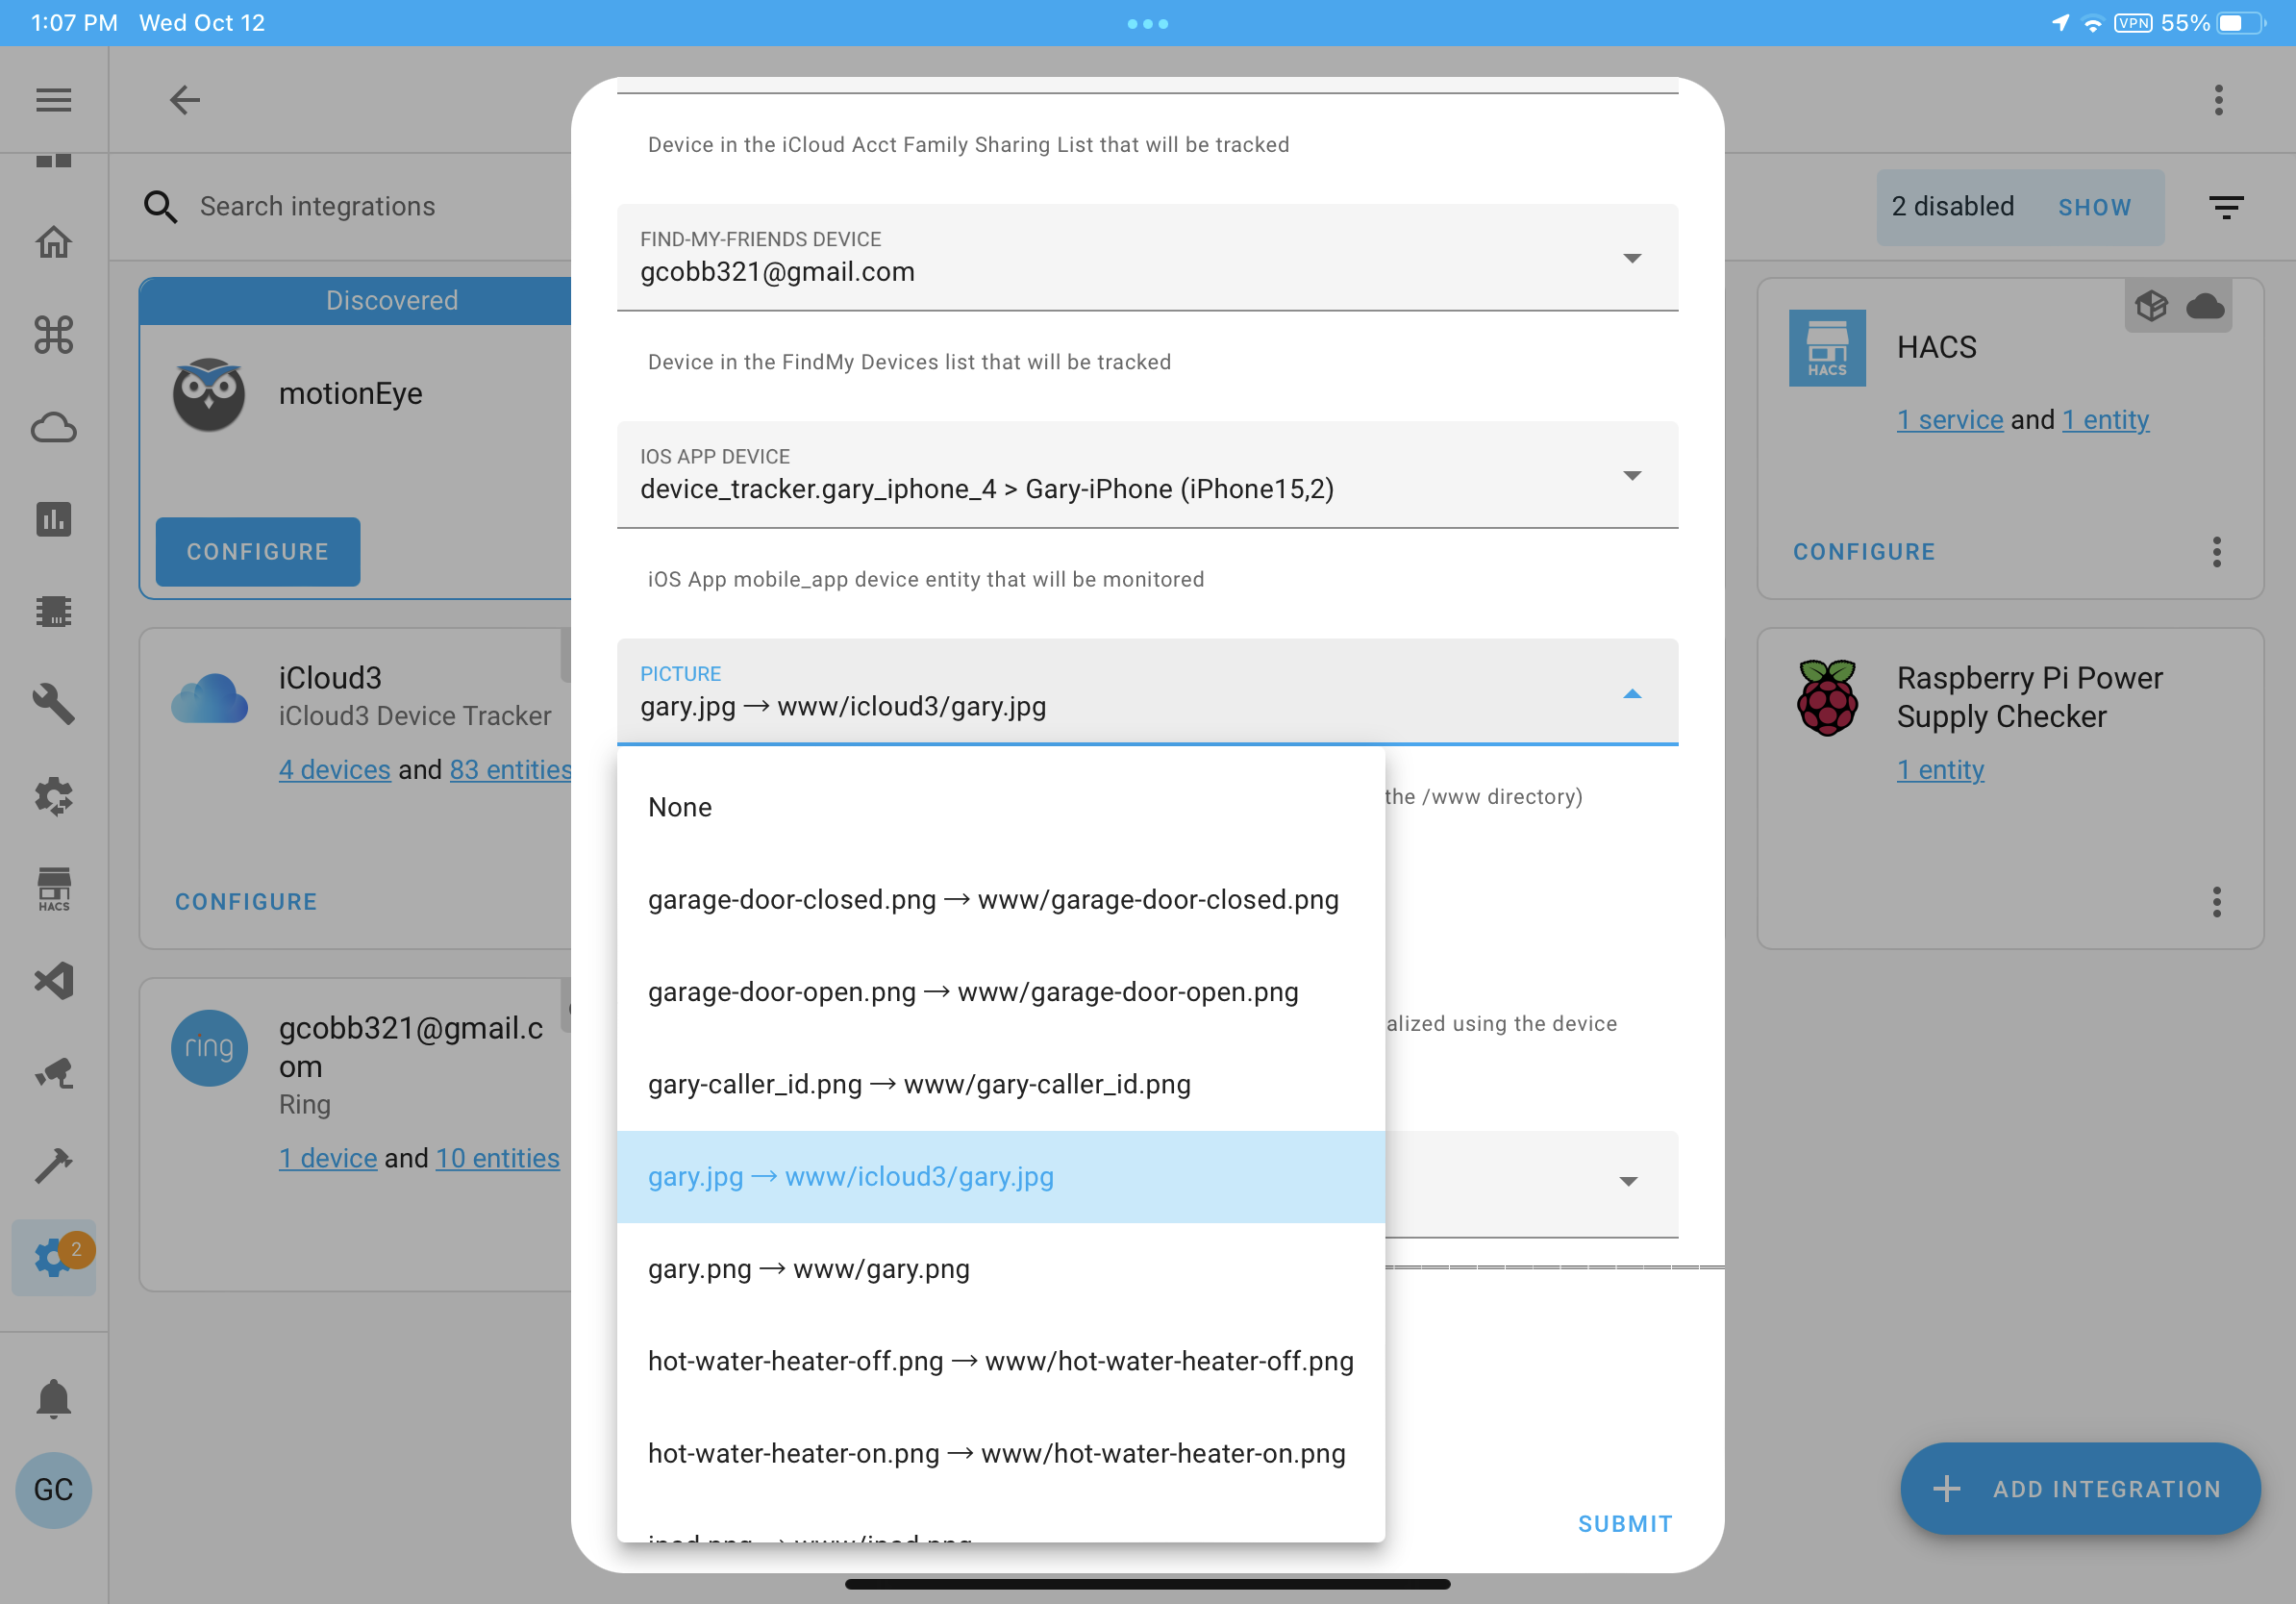 1:07 PM Wed Oct 12
VPN 55%
Search integrations
2 disabled SHOW
Discovered
motionEye
CONFIGURE
iCloud3
iCloud3 Device Tracker
4 devices and 83 entities
CONFIGURE
ring
gcobb321@gmail.c
om
Ring
1 device and 10 entities
HACS
2
GC
Device in the iCloud Acct Family Sharing List that will be tracked
FIND-MY-FRIENDS DEVICE
gcobb321@gmail.com
Device in the FindMy Devices list that will be tracked
IOS APP DEVICE
device_tracker.gary_iphone_4 > Gary-iPhone (iPhone15,2)
iOS App mobile_app device entity that will be monitored
PICTURE
gary.jpg → www/icloud3/gary.jpg
the /www directory)
alized using the device
None
garage-door-closed.png → www/garage-door-closed.png
garage-door-open.png → www/garage-door-open.png
gary-caller_id.png → www/gary-caller_id.png
gary.jpg → www/icloud3/gary.jpg
gary.png → www/gary.png
hot-water-heater-off.png → www/hot-water-heater-off.png
hot-water-heater-on.png → www/hot-water-heater-on.png
ipad.png → www/ipad.png
SUBMIT
HACS
HACS
1 service and 1 entity
CONFIGURE
Raspberry Pi Power
Supply Checker
1 entity
ADD INTEGRATION